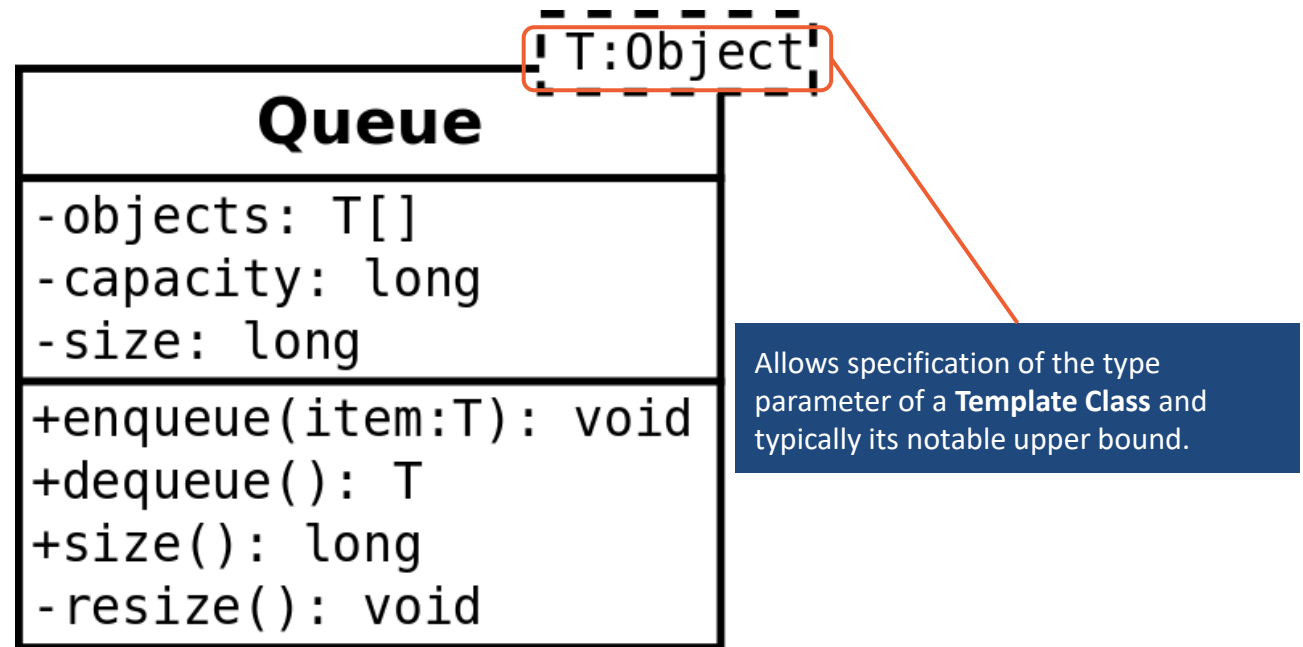 T:Object
Queue
-objects: T[]
-capacity: long
-size: long
+enqueue(item:T): void
+dequeue(): T
+size(): long
-resize(): void
Allows specification of the type
parameter of a Template Class and
typically its notable upper bound.